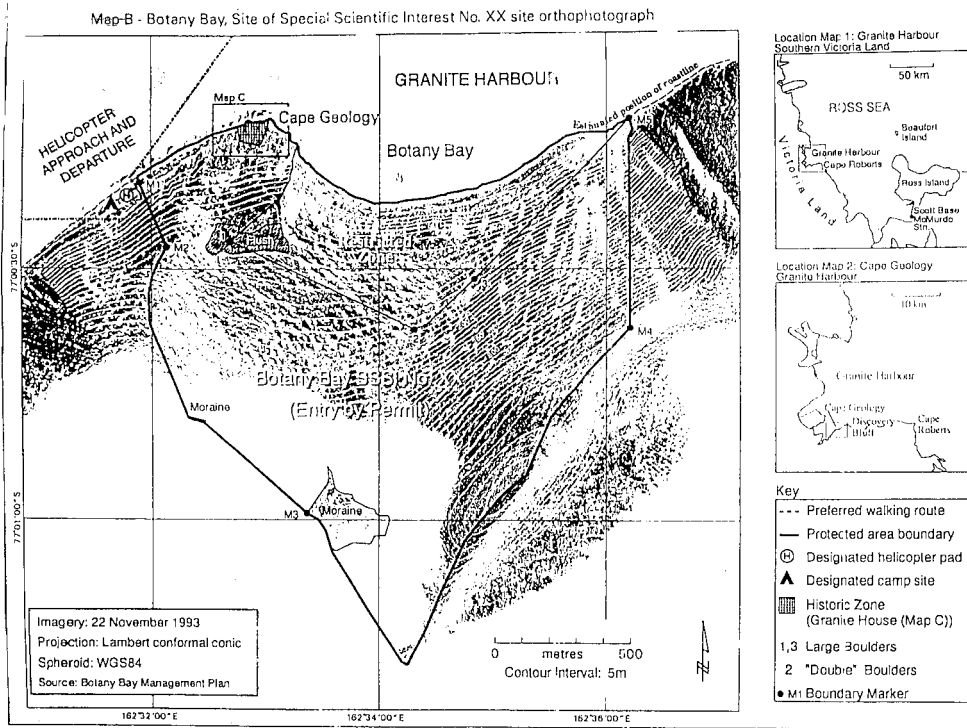 Map-B - Botany Bay, Site of Special Scientific Interest No. XX site orthophotograph
GRANITE HARBOUR
Map C
Cape Geology
Estimated position of coastline
M5
HELICOPTER
APPROACH AND
DEPARTURE
Botany Bay
H
M2
Restricted
Zone
77°00'30"S
M4
Botany Bay SSSI No.
(Entry by Permit)
Moraine
M3
Moraine
77°01'00"S
Imagery: 22 November 1993
Projection: Lambert conformal conic
Spheroid: WGS84
Source: Botany Bay Management Plan
0 metres 500
Contour Interval: 5m
N
162°32'00"E
162°34'00"E
162°36'00"E
Location Map 1: Granite Harbour
Southern Victoria Land
50 km
ROSS SEA
Beaufort
Island
Victoria Land
Granite Harbour
Cape Roberts
Ross Island
Scott Base
McMurdo
Stn.
Location Map 2: Cape Geology
Granite Harbour
10 km
Granite Harbour
Cape Geology
Discovery
Bluff
Cape
Roberts
Key
Preferred walking route
Protected area boundary
H Designated helicopter pad
Designated camp site
Historic Zone
(Granite House (Map C))
1,3 Large Boulders
2 "Double" Boulders
M1 Boundary Marker